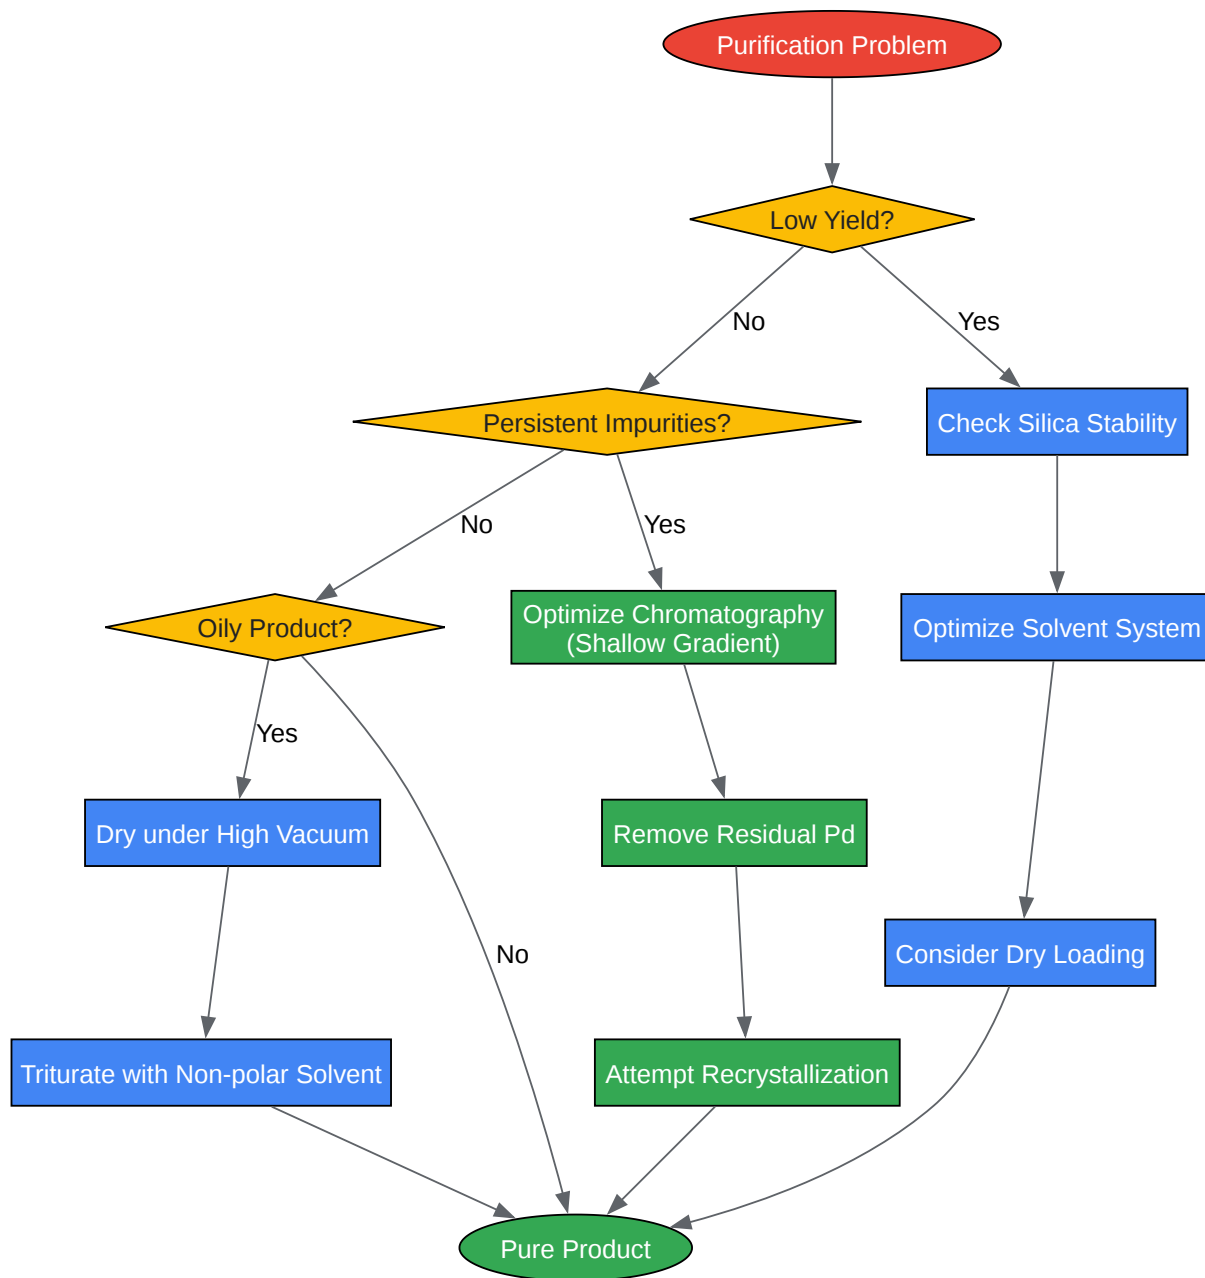 Purification Problem
Low Yield?
No
Yes
Persistent Impurities?
Check Silica Stability
No
Yes
Optimize Chromatography
(Shallow Gradient)
Oily Product?
Optimize Solvent System
Yes
Dry under High Vacuum
Remove Residual Pd
No
Consider Dry Loading
Triturate with Non-polar Solvent
Attempt Recrystallization
Pure Product